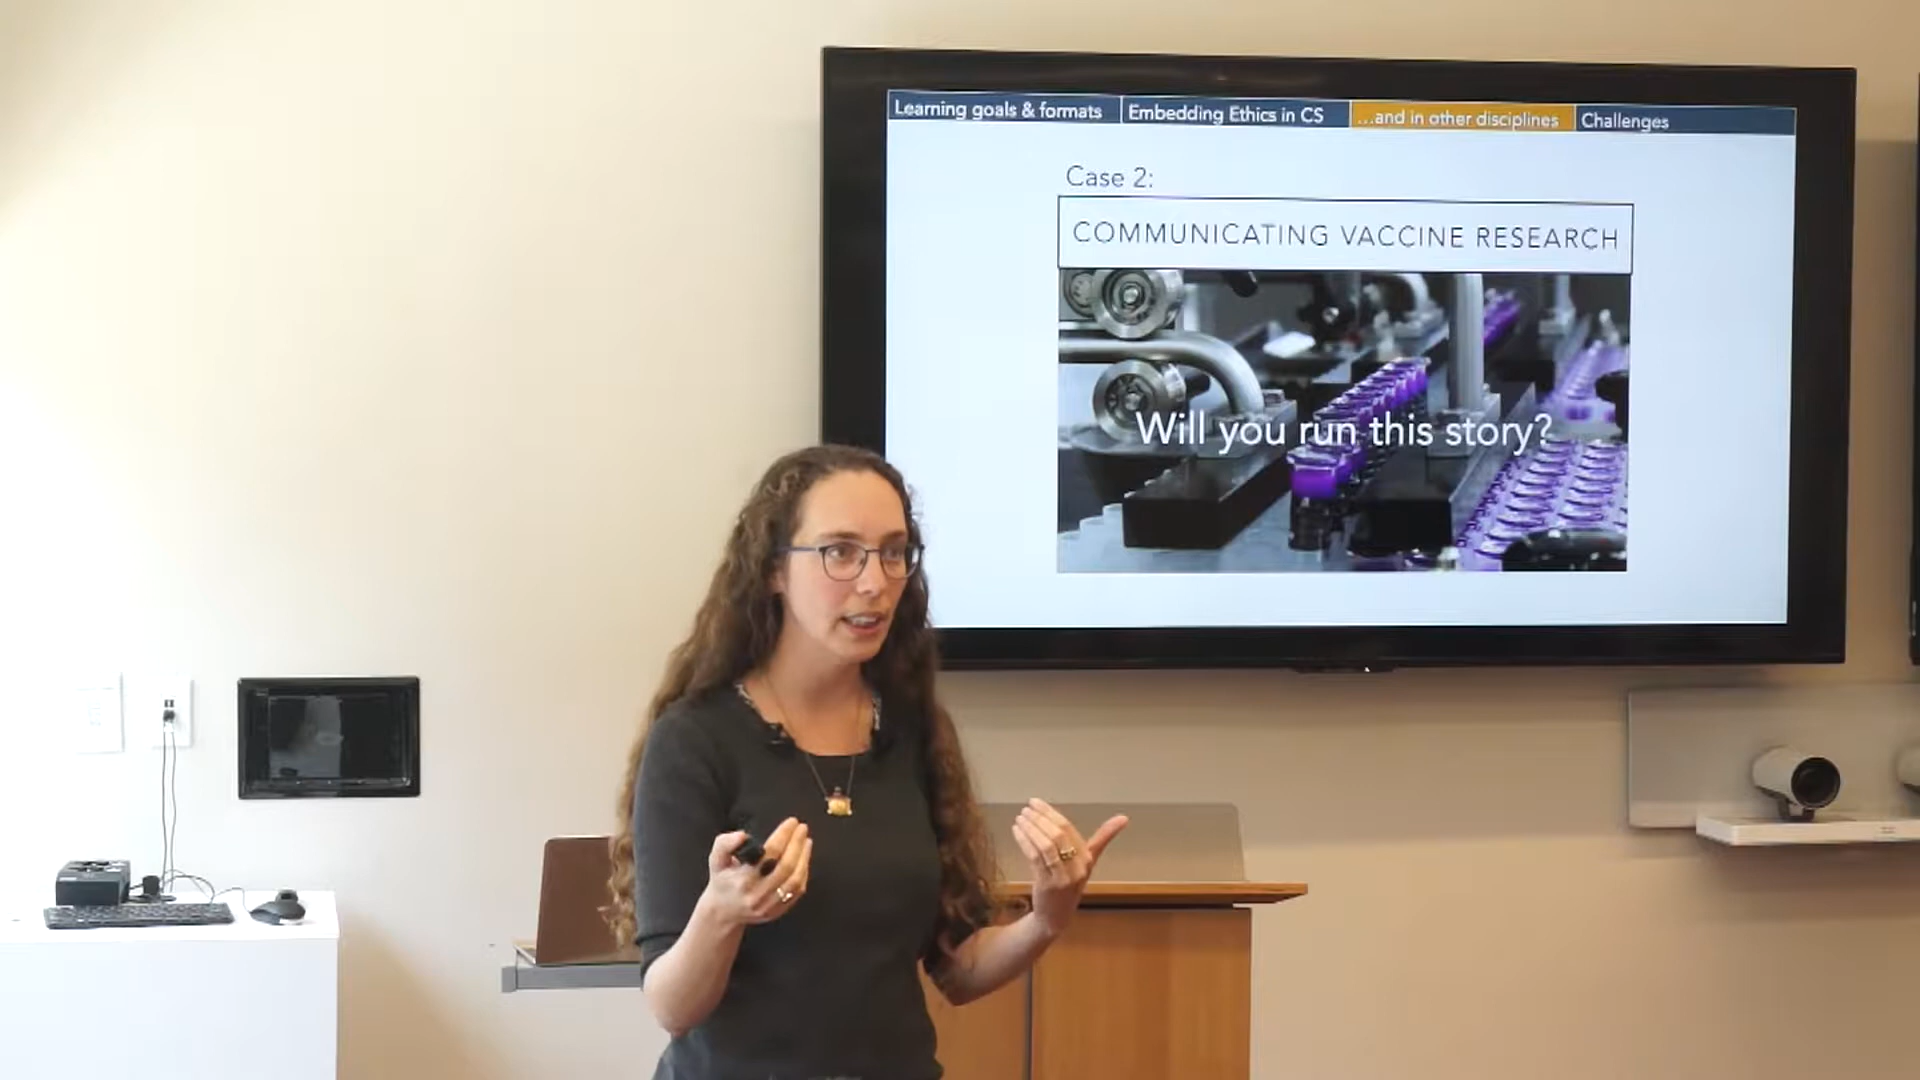 Learning goals & formats
Embedding Ethics in CS
...and in other disciplines
Challenges
Case 2:
COMMUNICATING VACCINE RESEARCH
Will you run this story?